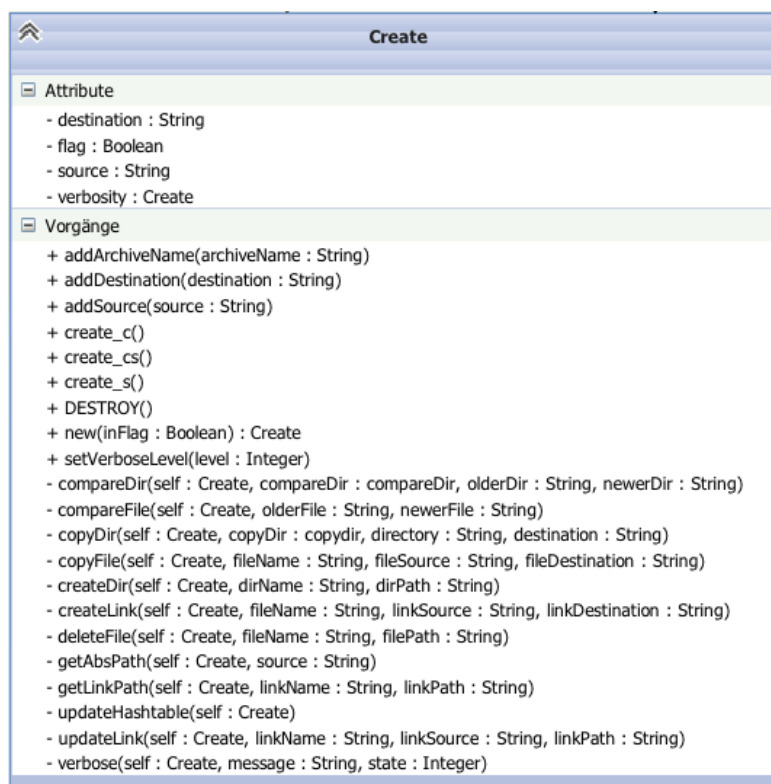 Create
Attribute
- destination : String
- flag : Boolean
- source : String
- verbosity : Create
Vorgänge
+ addArchiveName(archiveName : String)
+ addDestination(destination : String)
+ addSource(source : String)
+ create_c()
+ create_cs()
+ create_s()
+ DESTROY()
+ new(inFlag : Boolean) : Create
+ setVerboseLevel(level : Integer)
- compareDir(self : Create, compareDir : compareDir, olderDir : String, newerDir : String)
- compareFile(self : Create, olderFile : String, newerFile : String)
- copyDir(self : Create, copyDir : copydir, directory : String, destination : String)
- copyFile(self : Create, fileName : String, fileSource : String, fileDestination : String)
- createDir(self : Create, dirName : String, dirPath : String)
- createLink(self : Create, fileName : String, linkSource : String, linkDestination : String)
- deleteFile(self : Create, fileName : String, filePath : String)
- getAbsPath(self : Create, source : String)
- getLinkPath(self : Create, linkName : String, linkPath : String)
- updateHashtable(self : Create)
- updateLink(self : Create, linkName : String, linkSource : String, linkPath : String)
- verbose(self : Create, message : String, state : Integer)